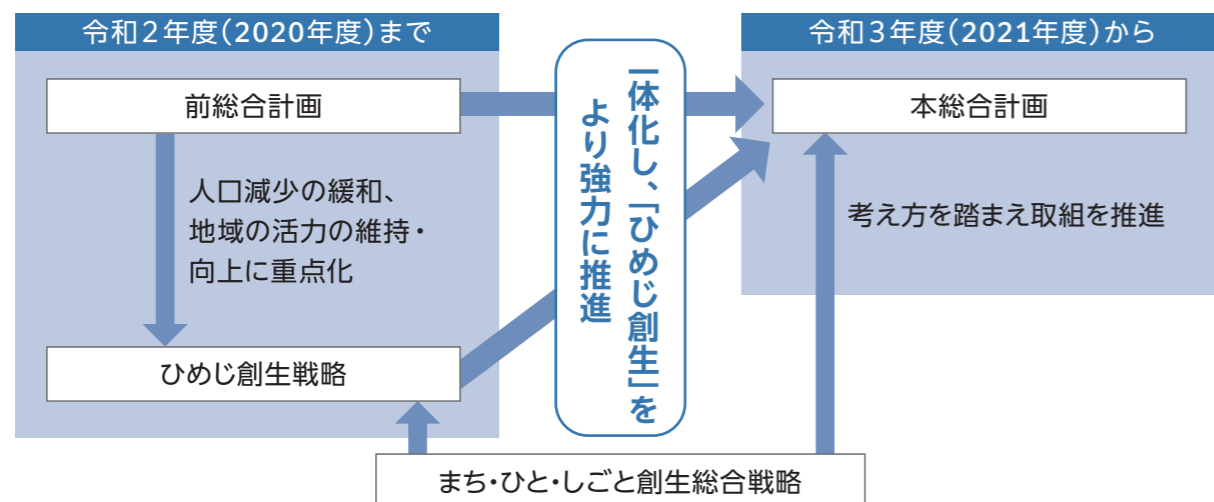 令和２年度（2020年度）まで
前総合計画
人口減少の緩和、
地域の活力の維持・
向上に重点化
ひめじ創生戦略
一体化し、「ひめじ創生」を
より強力に推進
令和３年度（2021年度）から
本総合計画
考え方を踏まえ取組を推進
まち・ひと・しごと創生総合戦略